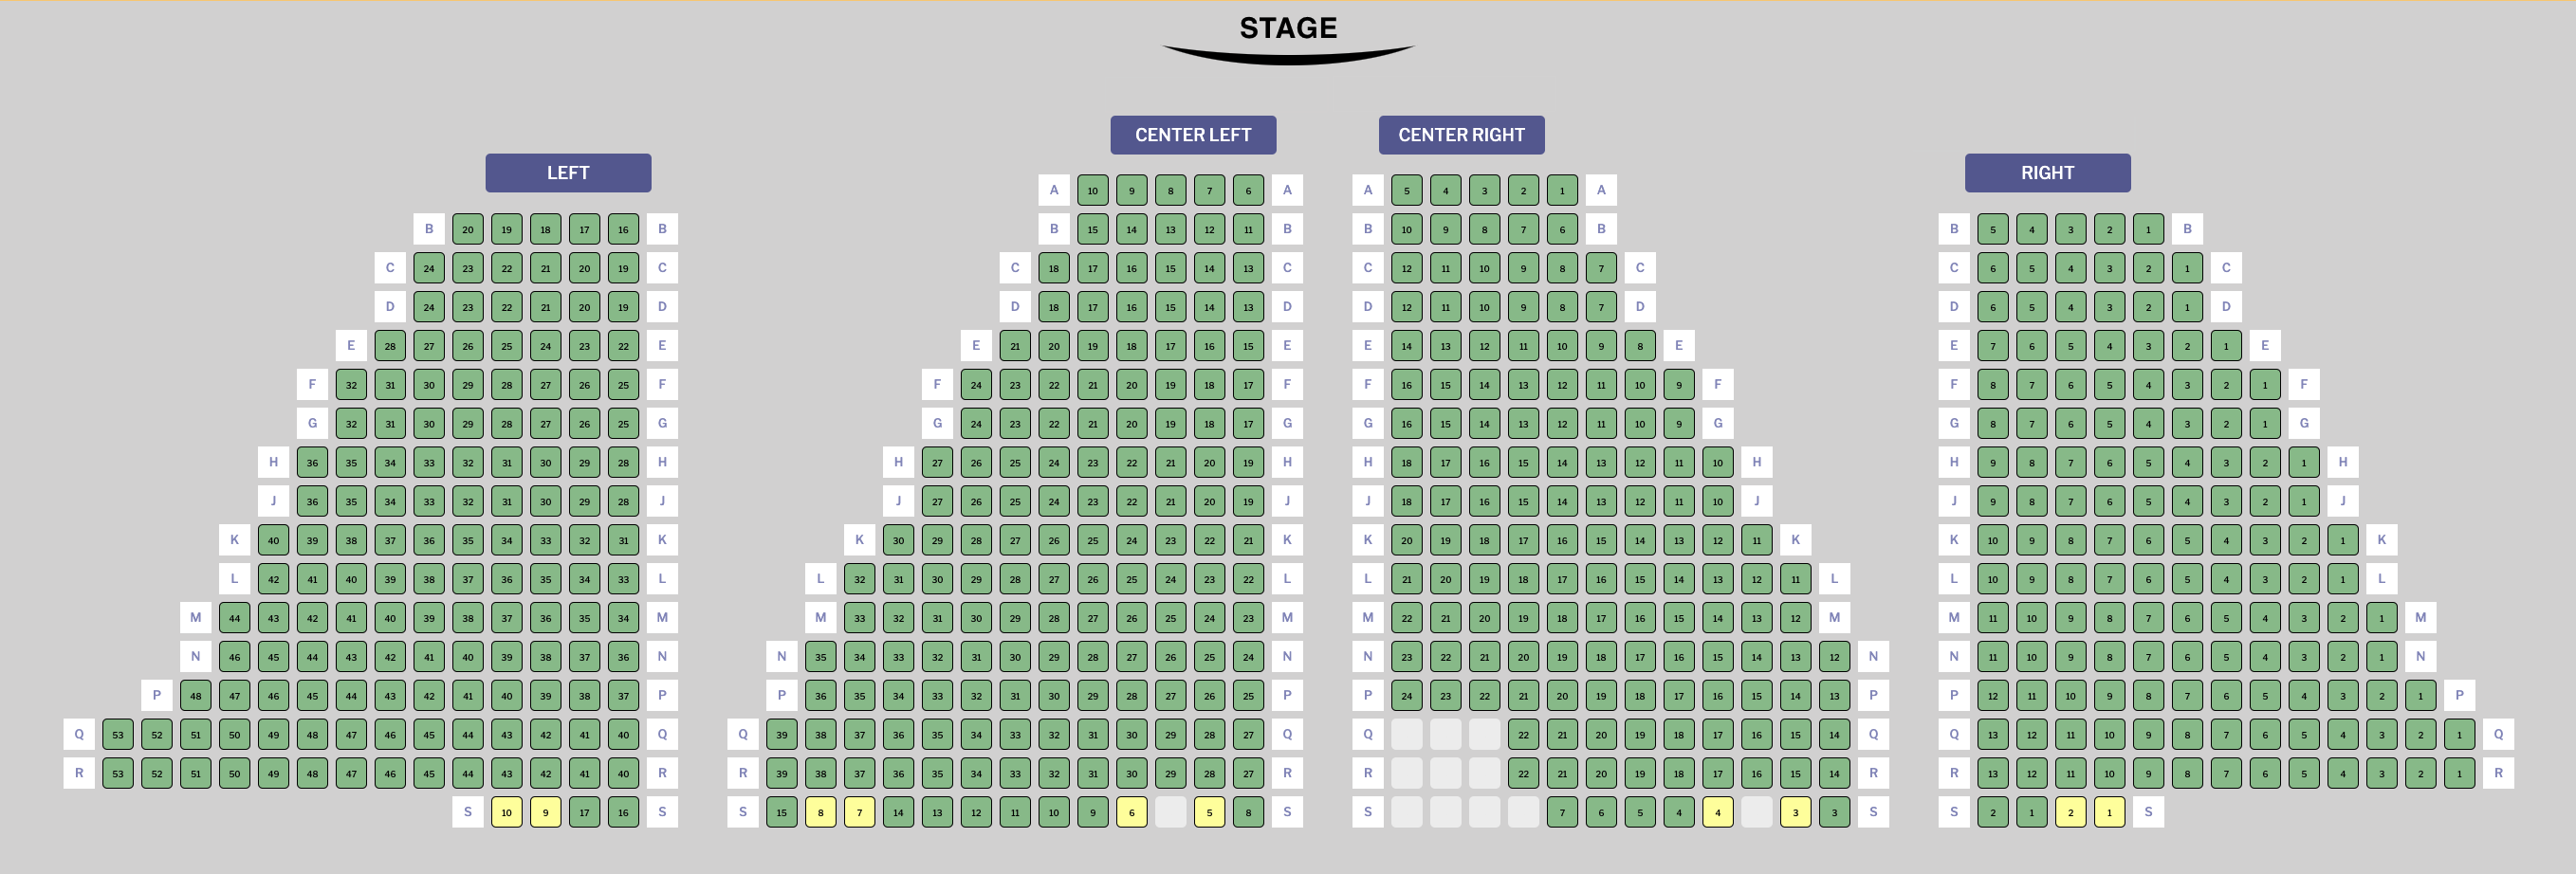 STAGE
CENTER LEFT CENTER RIGHT
LEFT RIGHT
A 10 9 8 7 6 A A 5 4 3 2 1 A
B 20 19 18 17 16 B B 15 14 13 12 11 B B 10 9 8 7 6 B B 5 4 3 2 1 B
C 24 23 22 21 20 19 C C 18 17 16 15 14 13 C C 12 11 10 9 8 7 C C 6 5 4 3 2 1 C
D 24 23 22 21 20 19 D D 18 17 16 15 14 13 D D 12 11 10 9 8 7 D D 6 5 4 3 2 1 D
E 28 27 26 25 24 23 22 E E 21 20 19 18 17 16 15 E E 14 13 12 11 10 9 8 E E 7 6 5 4 3 2 1 E
F 32 31 30 29 28 27 26 25 F F 24 23 22 21 20 19 18 17 F F 16 15 14 13 12 11 10 9 F F 8 7 6 5 4 3 2 1 F
G 32 31 30 29 28 27 26 25 G G 24 23 22 21 20 19 18 17 G G 16 15 14 13 12 11 10 9 G G 8 7 6 5 4 3 2 1 G
H 36 35 34 33 32 31 30 29 28 H H 27 26 25 24 23 22 21 20 19 H H 18 17 16 15 14 13 12 11 10 H H 9 8 7 6 5 4 3 2 1 H
J 36 35 34 33 32 31 30 29 28 J J 27 26 25 24 23 22 21 20 19 J J 18 17 16 15 14 13 12 11 10 J J 9 8 7 6 5 4 3 2 1 J
K 40 39 38 37 36 35 34 33 32 31 K K 30 29 28 27 26 25 24 23 22 21 K K 20 19 18 17 16 15 14 13 12 11 K K 10 9 8 7 6 5 4 3 2 1 K
L 42 41 40 39 38 37 36 35 34 33 L L 32 31 30 29 28 27 26 25 24 23 22 L L 21 20 19 18 17 16 15 14 13 12 11 L L 10 9 8 7 6 5 4 3 2 1 L
M 44 43 42 41 40 39 38 37 36 35 34 M M 33 32 31 30 29 28 27 26 25 24 23 M M 22 21 20 19 18 17 16 15 14 13 12 M M 11 10 9 8 7 6 5 4 3 2 1 M
N 46 45 44 43 42 41 40 39 38 37 36 N N 35 34 33 32 31 30 29 28 27 26 25 24 N N 23 22 21 20 19 18 17 16 15 14 13 12 N N 11 10 9 8 7 6 5 4 3 2 1 N
P 48 47 46 45 44 43 42 41 40 39 38 37 P P 36 35 34 33 32 31 30 29 28 27 26 25 P P 24 23 22 21 20 19 18 17 16 15 14 13 P P 12 11 10 9 8 7 6 5 4 3 2 1 P
Q 53 52 51 50 49 48 47 46 45 44 43 42 41 40 Q Q 39 38 37 36 35 34 33 32 31 30 29 28 27 Q Q 22 21 20 19 18 17 16 15 14 Q Q 13 12 11 10 9 8 7 6 5 4 3 2 1 Q
R 53 52 51 50 49 48 47 46 45 44 43 42 41 40 R R 39 38 37 36 35 34 33 32 31 30 29 28 27 R R 22 21 20 19 18 17 16 15 14 R R 13 12 11 10 9 8 7 6 5 4 3 2 1 R
S 10 9 17 16 S S 15 8 7 14 13 12 11 10 9 6 5 8 S S 7 6 5 4 4 3 3 S S 2 1 2 1 S